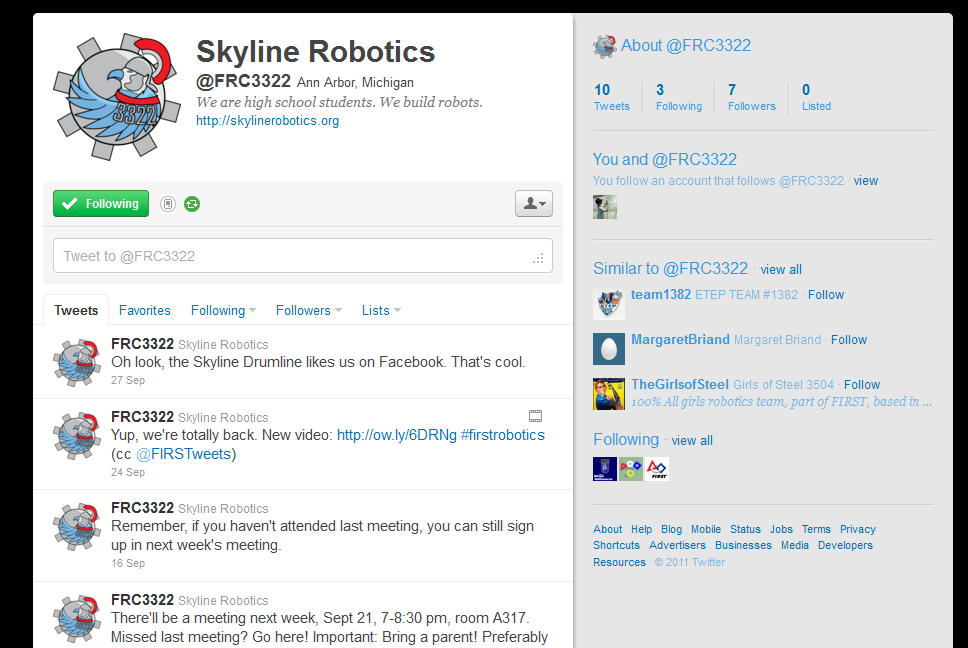 3322
Skyline Robotics
@FRC3322 Ann Arbor, Michigan
We are high school students. We build robots.
http://skylinerobotics.org
Following
Tweet to @FRC3322
Tweets Favorites Following Followers Lists
FRC3322 Skyline Robotics
Oh look, the Skyline Drumline likes us on Facebook. That's cool.
27 Sep
FRC3322 Skyline Robotics
Yup, we're totally back. New video: http://ow.ly/6DRNg #firstrobotics
(cc @FIRSTweets)
24 Sep
FRC3322 Skyline Robotics
Remember, if you haven't attended last meeting, you can still sign
up in next week's meeting.
16 Sep
FRC3322 Skyline Robotics
There'll be a meeting next week, Sept 21, 7-8:30 pm, room A317.
Missed last meeting? Go here! Important: Bring a parent! Preferably
About @FRC3322
10 3 7 0
Tweets Following Followers Listed
You and @FRC3322
You follow an account that follows @FRC3322 · view
Similar to @FRC3322 · view all
team1382 ETEP TEAM #1382 · Follow
MargaretBriand Margaret Briand · Follow
TheGirlsofSteel Girls of Steel 3504 · Follow
100% All girls robotics team, part of FIRST, based in ...
Following · view all
FIRST
About Help Blog Mobile Status Jobs Terms Privacy
Shortcuts Advertisers Businesses Media Developers
Resources © 2011 Twitter